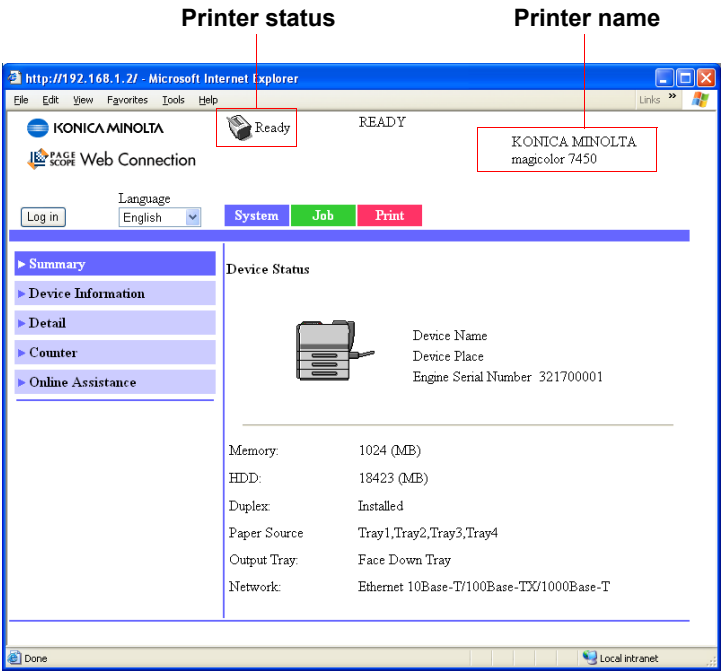 Printer status
Printer name
http://192.168.1.2/ - Microsoft Internet Explorer
File Edit View Favorites Tools Help
Links »
KONICA MINOLTA
Ready
READY
KONICA MINOLTA
magicolor 7450
PAGE SCOPE Web Connection
Language
Log in
English
System
Job
Print
Summary
Device Information
Detail
Counter
Online Assistance
Device Status
Device Name
Device Place
Engine Serial Number 321700001
Memory: 1024 (MB)
HDD: 18423 (MB)
Duplex: Installed
Paper Source Tray1,Tray2,Tray3,Tray4
Output Tray: Face Down Tray
Network: Ethernet 10Base-T/100Base-TX/1000Base-T
Done
Local intranet